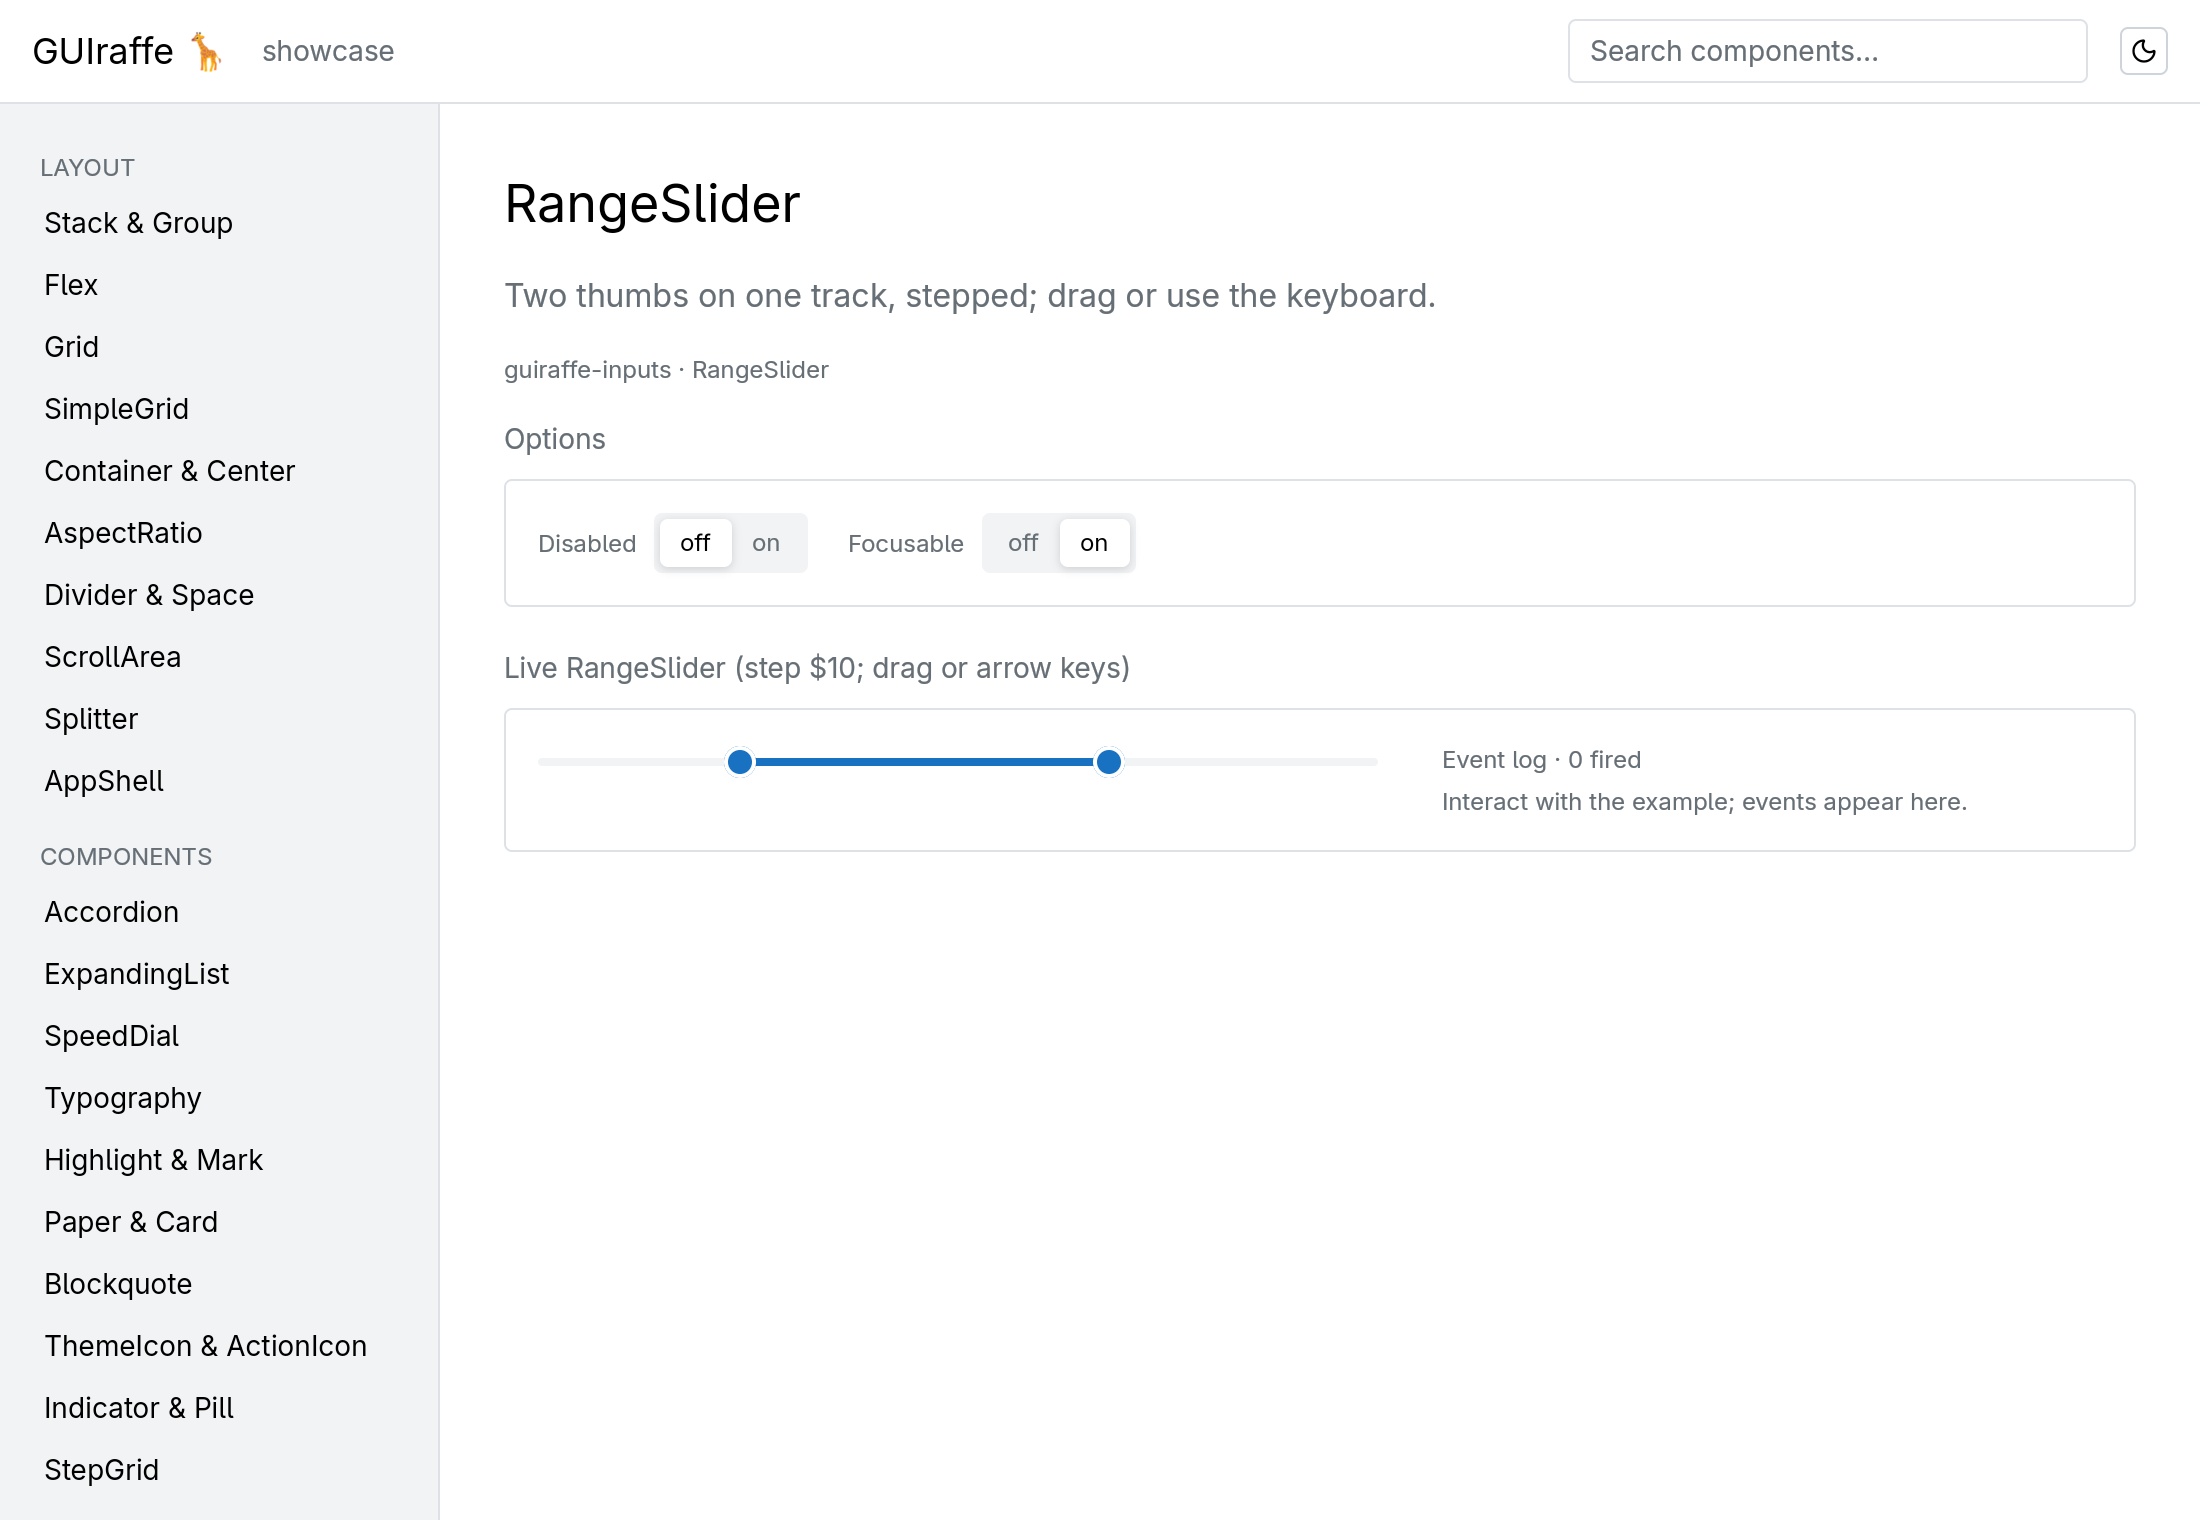 GUIraffe 🦒 showcase
Search components...
LAYOUT
Stack & Group
Flex
Grid
SimpleGrid
Container & Center
AspectRatio
Divider & Space
ScrollArea
Splitter
AppShell
COMPONENTS
Accordion
ExpandingList
SpeedDial
Typography
Highlight & Mark
Paper & Card
Blockquote
ThemeIcon & ActionIcon
Indicator & Pill
StepGrid
RangeSlider
Two thumbs on one track, stepped; drag or use the keyboard.
guiraffe-inputs · RangeSlider
Options
Disabled off on Focusable off on
Live RangeSlider (step $10; drag or arrow keys)
Event log · 0 fired
Interact with the example; events appear here.